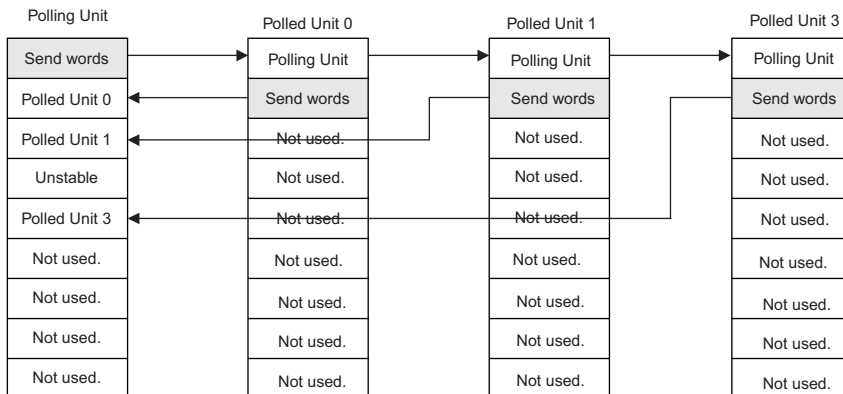 Polling Unit
Send words
Polled Unit 0
Polled Unit 1
Unstable
Polled Unit 3
Not used.
Not used.
Not used.
Not used.
Polled Unit 0
Polling Unit
Send words
Not used.
Not used.
Not used.
Not used.
Not used.
Not used.
Not used.
Polled Unit 1
Polling Unit
Send words
Not used.
Not used.
Not used.
Not used.
Not used.
Not used.
Not used.
Polled Unit 3
Polling Unit
Send words
Not used.
Not used.
Not used.
Not used.
Not used.
Not used.
Not used.